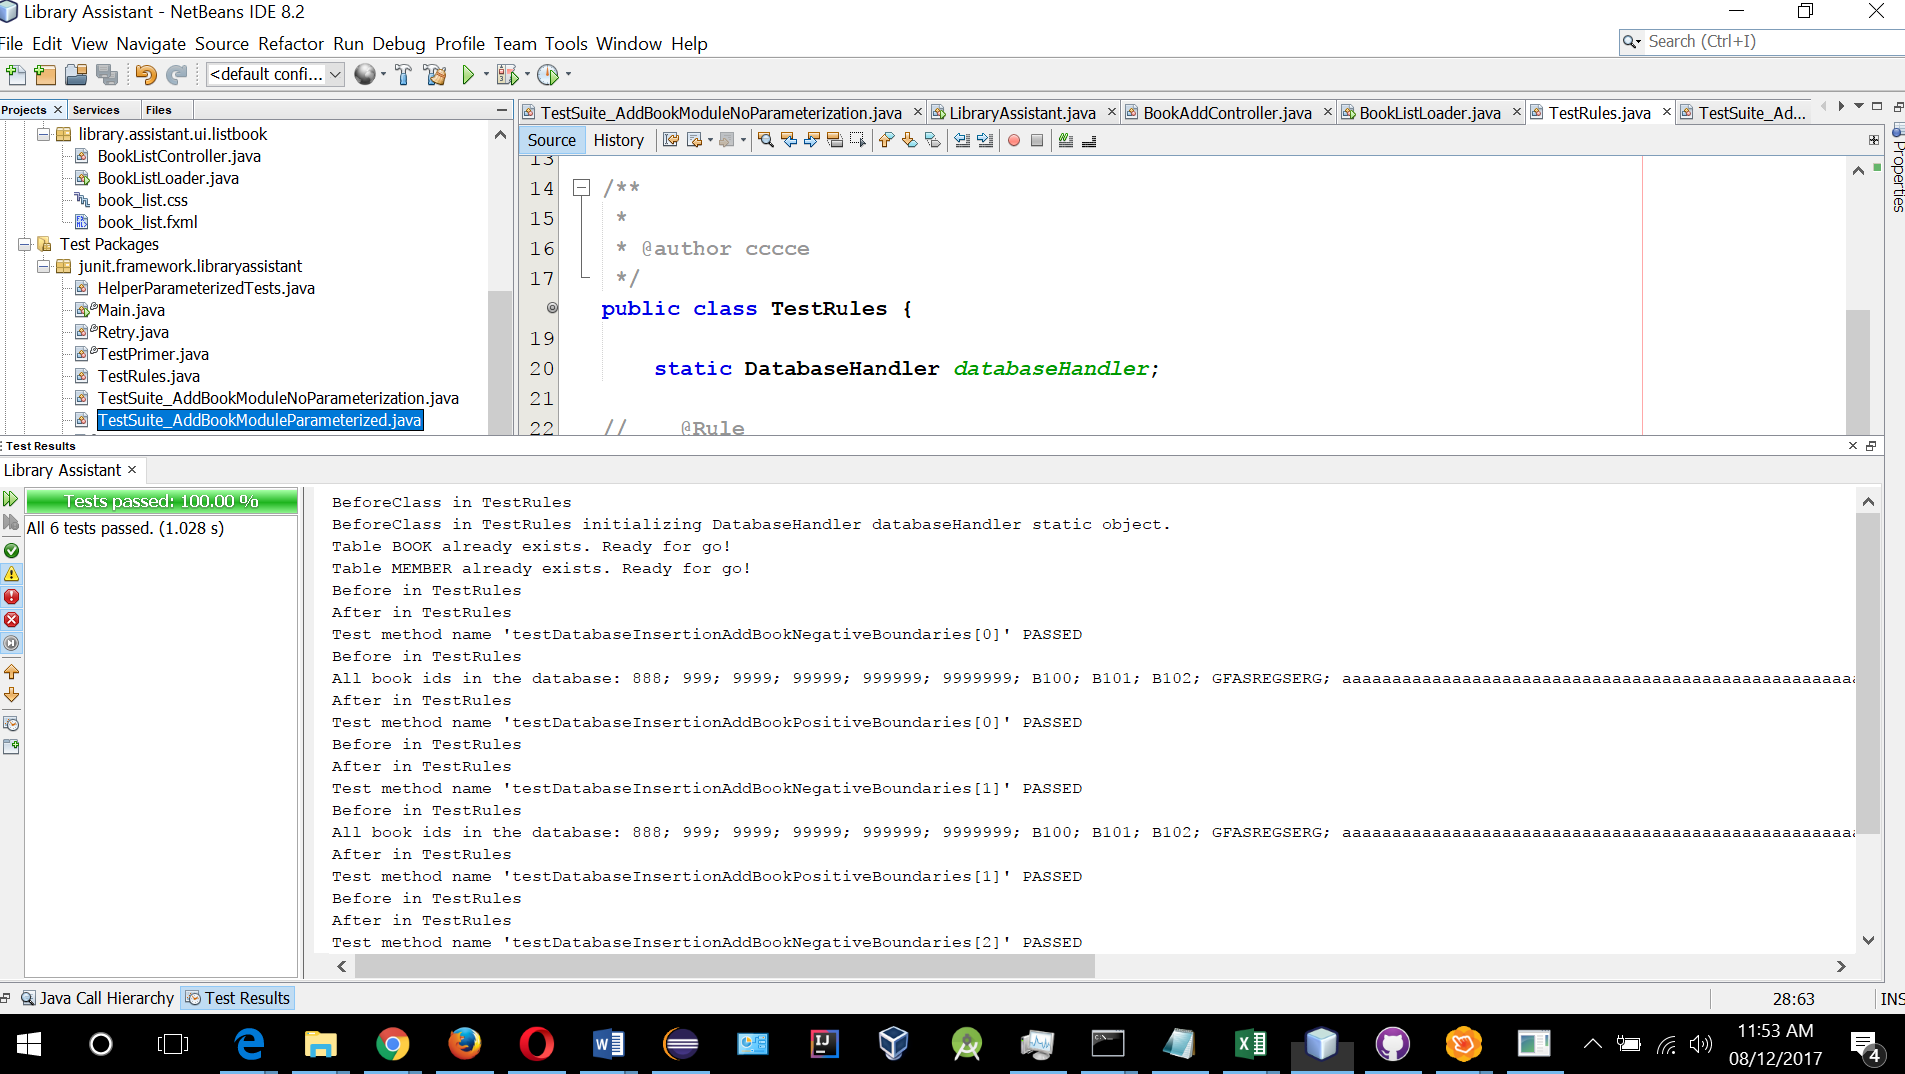 Library Assistant - NetBeans IDE 8.2
File Edit View Navigate Source Refactor Run Debug Profile Team Tools Window Help
Search (Ctrl+I)
<default confi...
Projects Services Files
library.assistant.ui.listbook
BookListController.java
BookListLoader.java
book_list.css
book_list.fxml
Test Packages
junit.framework.libraryassistant
HelperParameterizedTests.java
Main.java
Retry.java
TestPrimer.java
TestRules.java
TestSuite_AddBookModuleNoParameterization.java
TestSuite_AddBookModuleParameterized.java
TestSuite_AddBookModuleNoParameterization.java LibraryAssistant.java BookAddController.java BookListLoader.java TestRules.java TestSuite_Ad...
Source History
Properties
13
14 /**
15 *
16 * @author cccce
17 */
public class TestRules {
19
20 static DatabaseHandler databaseHandler;
21
22 // @Rule
Test Results
Library Assistant
Tests passed: 100.00 %
All 6 tests passed. (1.028 s)
BeforeClass in TestRules
BeforeClass in TestRules initializing DatabaseHandler databaseHandler static object.
Table BOOK already exists. Ready for go!
Table MEMBER already exists. Ready for go!
Before in TestRules
After in TestRules
Test method name 'testDatabaseInsertionAddBookNegativeBoundaries[0]' PASSED
Before in TestRules
All book ids in the database: 888; 999; 9999; 99999; 999999; 9999999; B100; B101; B102; GFASREGSERG; aaaaaaaaaaaaaaaaaaaaaaaaaaaaaaaaaaaaaaaaaaaaaaaaaaaa
After in TestRules
Test method name 'testDatabaseInsertionAddBookPositiveBoundaries[0]' PASSED
Before in TestRules
After in TestRules
Test method name 'testDatabaseInsertionAddBookNegativeBoundaries[1]' PASSED
Before in TestRules
All book ids in the database: 888; 999; 9999; 99999; 999999; 9999999; B100; B101; B102; GFASREGSERG; aaaaaaaaaaaaaaaaaaaaaaaaaaaaaaaaaaaaaaaaaaaaaaaaaaaa
After in TestRules
Test method name 'testDatabaseInsertionAddBookPositiveBoundaries[1]' PASSED
Before in TestRules
After in TestRules
Test method name 'testDatabaseInsertionAddBookNegativeBoundaries[2]' PASSED
Java Call Hierarchy Test Results
28:63 INS
11:53 AM
08/12/2017
4